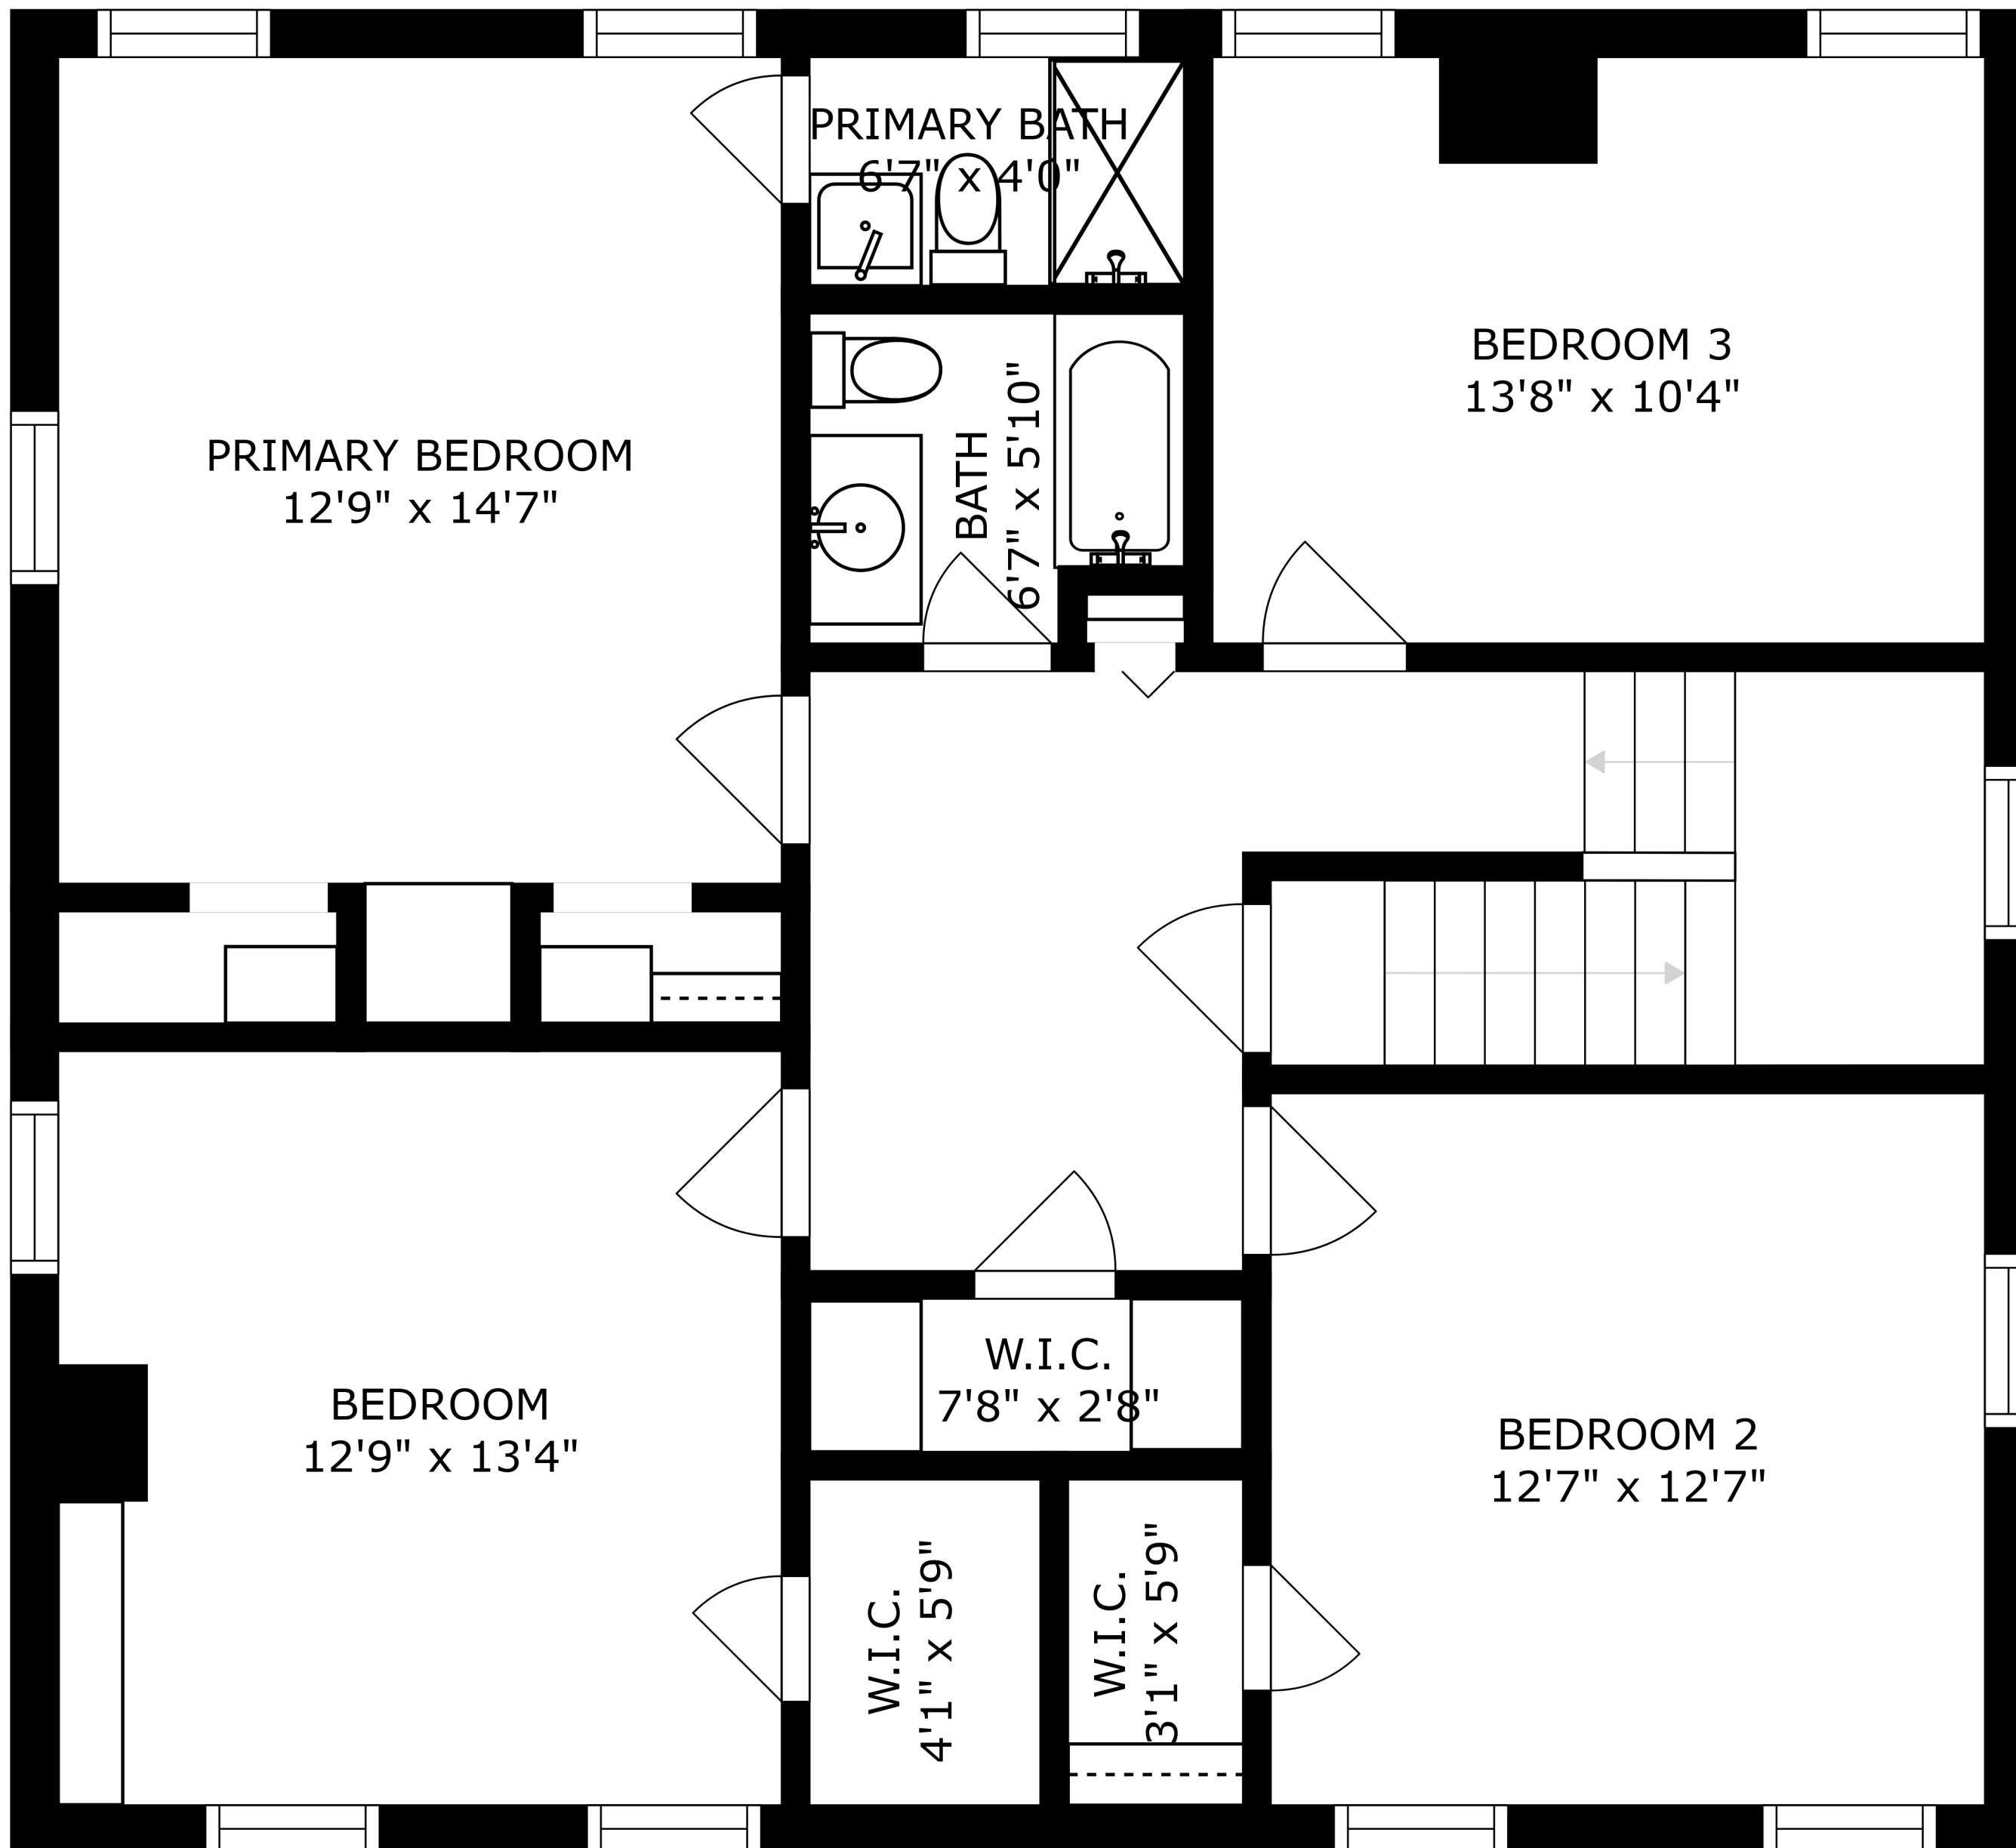 PRIMARY BATH
6'7" x 4'0"
BEDROOM 3
13'8" x 10'4"
PRIMARY BEDROOM
12'9" x 14'7"
BATH
6'7" x 5'10"
W.I.C.
7'8" x 2'8"
BEDROOM
12'9" x 13'4"
BEDROOM 2
12'7" x 12'7"
W.I.C.
4'1" x 5'9"
W.I.C.
3'1" x 5'9"